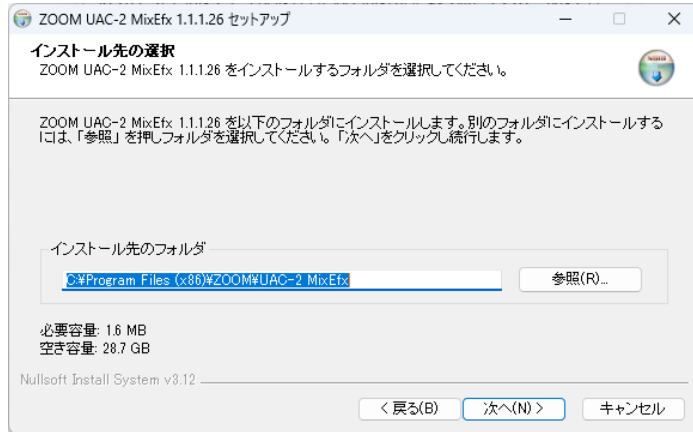 ZOOM UAC-2 MixEfx 1.1.1.26 セットアップ
インストール先の選択
ZOOM UAC-2 MixEfx 1.1.1.26 をインストールするフォルダを選択してください。
ZOOM UAC-2 MixEfx 1.1.1.26 を以下のフォルダにインストールします。別のフォルダにインストールする
には、「参照」を押しフォルダを選択してください。「次へ」をクリックし続行します。
インストール先のフォルダ
C:¥Program Files (x86)¥ZOOM¥UAC-2 MixEfx
参照(R)...
必要容量: 1.6 MB
空き容量: 28.7 GB
Nullsoft Install System v3.12
< 戻る(B)
次へ(N) >
キャンセル